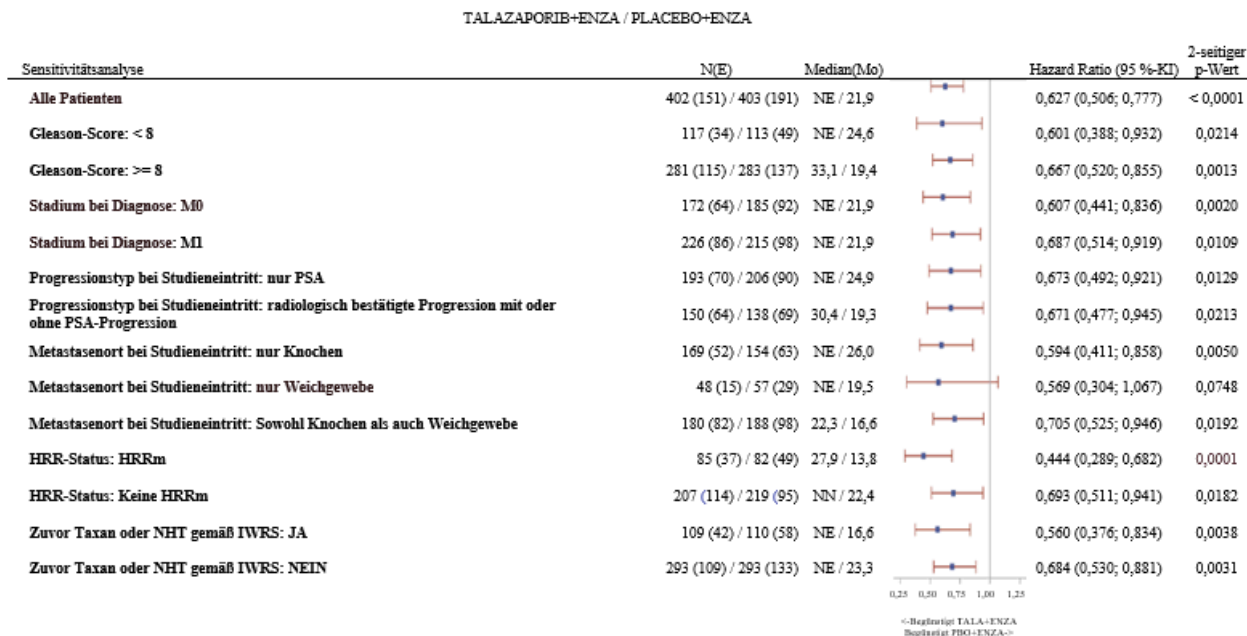 TALAZAPORIB+ENZA / PLACEBO+ENZA
Sensitivitätsanalyse N(E) Median(Mo) Hazard Ratio (95 %-KI) 2-seitiger p-Wert
Alle Patienten 402 (151) / 403 (191) NE / 21,9 0,627 (0,506; 0,777) < 0,0001
Gleason-Score: < 8 117 (34) / 113 (49) NE / 24,6 0,601 (0,388; 0,932) 0,0214
Gleason-Score: >= 8 281 (115) / 283 (137) 33,1 / 19,4 0,667 (0,520; 0,855) 0,0013
Stadium bei Diagnose: M0 172 (64) / 185 (92) NE / 21,9 0,607 (0,441; 0,836) 0,0020
Stadium bei Diagnose: M1 226 (86) / 215 (98) NE / 21,9 0,687 (0,514; 0,919) 0,0109
Progressionstyp bei Studieneintritt: nur PSA 193 (70) / 206 (90) NE / 24,9 0,673 (0,492; 0,921) 0,0129
Progressionstyp bei Studieneintritt: radiologisch bestätigte Progression mit oder
ohne PSA-Progression 150 (64) / 138 (69) 30,4 / 19,3 0,671 (0,477; 0,945) 0,0213
Metastasenort bei Studieneintritt: nur Knochen 169 (52) / 154 (63) NE / 26,0 0,594 (0,411; 0,858) 0,0050
Metastasenort bei Studieneintritt: nur Weichgewebe 48 (15) / 57 (29) NE / 19,5 0,569 (0,304; 1,067) 0,0748
Metastasenort bei Studieneintritt: Sowohl Knochen als auch Weichgewebe 180 (82) / 188 (98) 22,3 / 16,6 0,705 (0,525; 0,946) 0,0192
HRR-Status: HRRm 85 (37) / 82 (49) 27,9 / 13,8 0,444 (0,289; 0,682) 0,0001
HRR-Status: Keine HRRm 207 (114) / 219 (95) NN / 22,4 0,693 (0,511; 0,941) 0,0182
Zuvor Taxan oder NHT gemäß IWRS: JA 109 (42) / 110 (58) NE / 16,6 0,560 (0,376; 0,834) 0,0038
Zuvor Taxan oder NHT gemäß IWRS: NEIN 293 (109) / 293 (133) NE / 23,3 0,684 (0,530; 0,881) 0,0031
0,25 0,50 0,75 1,00 1,25
<-Begünstigt TALA+ENZA
Begünstigt PBO+ENZA->